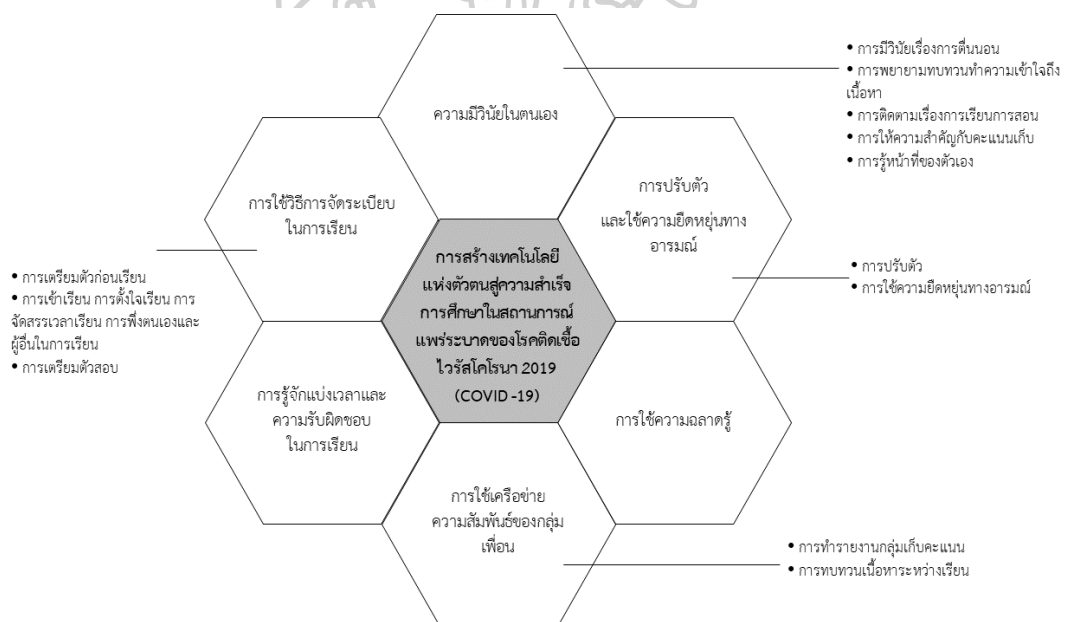 ความมีวินัยในตนเอง
• การมีวินัยเรื่องการตื่นนอน
• การพยายามทบทวนทำความเข้าใจถึง
เนื้อหา
• การติดตามเรื่องการเรียนการสอน
• การให้ความสำคัญกับคะแนนเก็บ
• การรู้หน้าที่ของตัวเอง
การปรับตัว
และใช้ความยืดหยุ่นทาง
อารมณ์
• การปรับตัว
• การใช้ความยืดหยุ่นทางอารมณ์
การใช้วิธีการจัดระเบียบ
ในการเรียน
• การเตรียมตัวก่อนเรียน
• การเข้าเรียน การตั้งใจเรียน การ
จัดสรรเวลาเรียน การพึ่งตนเองและ
ผู้อื่นในการเรียน
• การเตรียมตัวสอบ
การสร้างเทคโนโลยี
แห่งตัวตนสู่ความสำเร็จ
การศึกษาในสถานการณ์
แพร่ระบาดของโรคติดเชื้อ
ไวรัสโคโรนา 2019
(COVID -19)
การรู้จักแบ่งเวลาและ
ความรับผิดชอบ
ในการเรียน
การใช้ความฉลาดรู้
การใช้เครือข่าย
ความสัมพันธ์ของกลุ่ม
เพื่อน
• การทำรายงานกลุ่มเก็บคะแนน
• การทบทวนเนื้อหาระหว่างเรียน